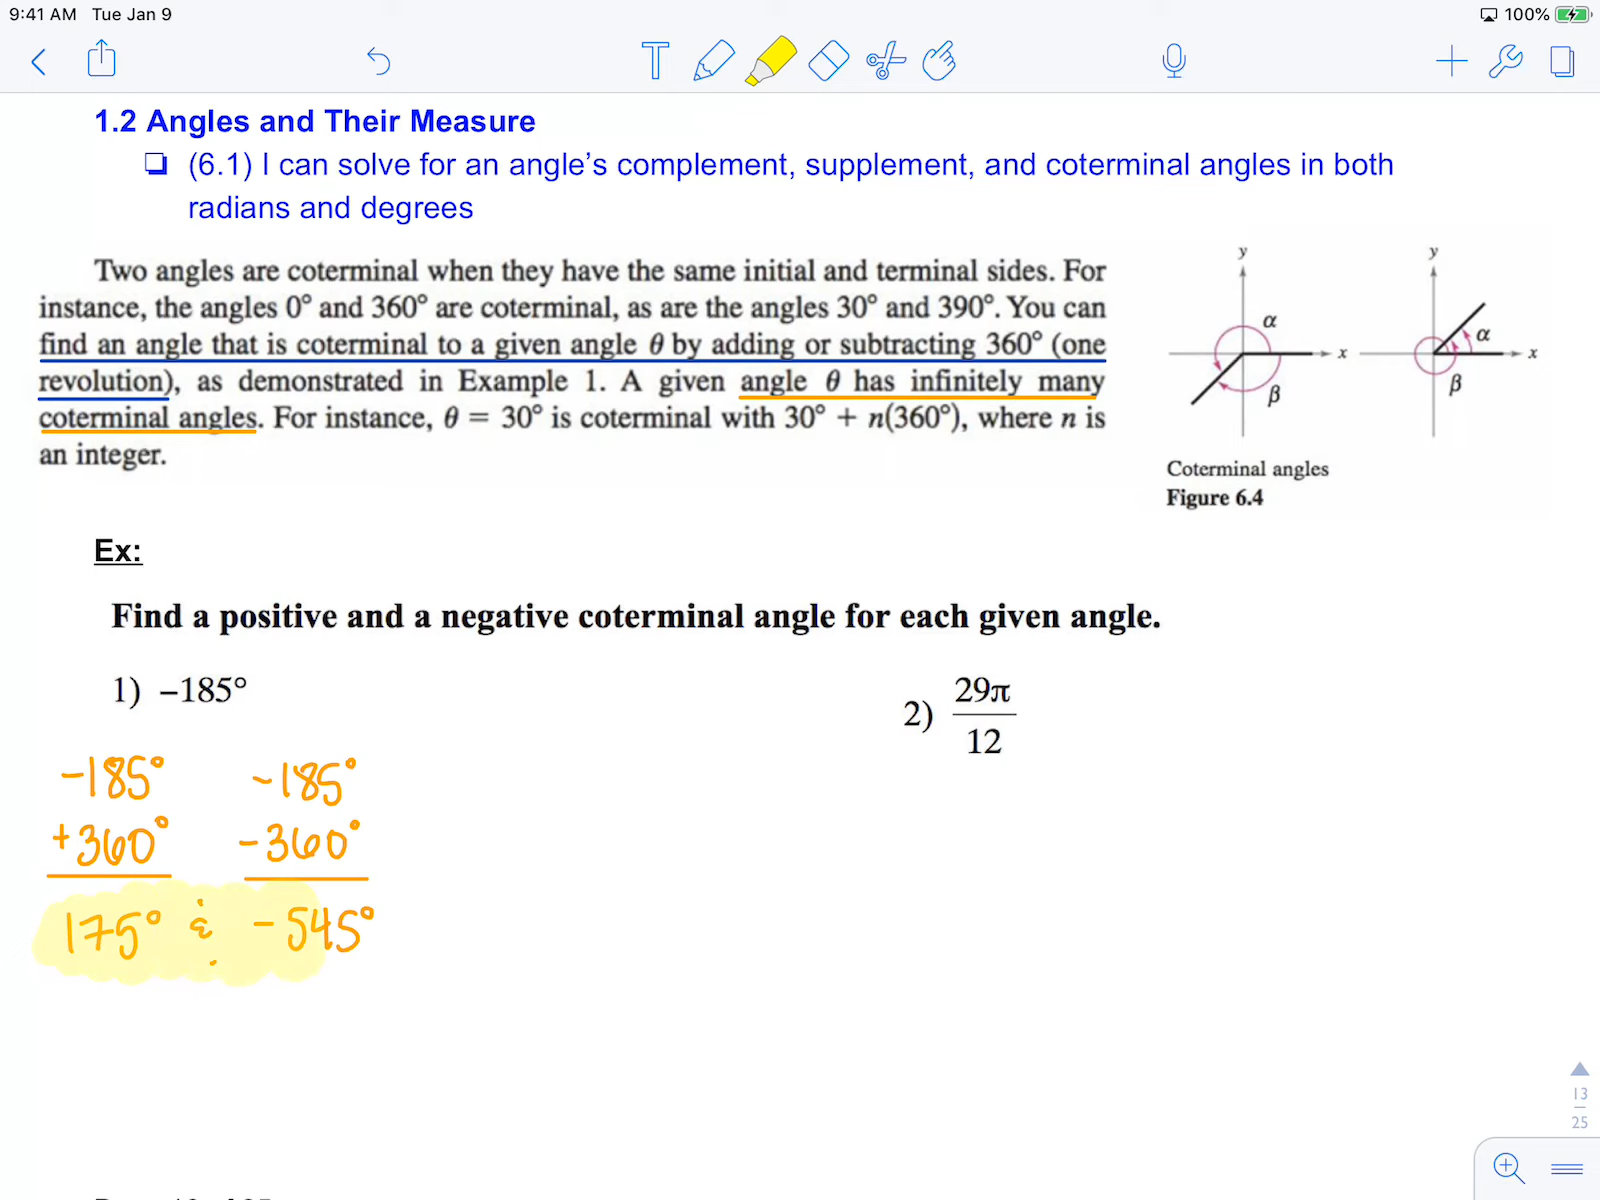 9:41 AM Tue Jan 9
100%
T
1.2 Angles and Their Measure
❏ (6.1) I can solve for an angle's complement, supplement, and coterminal angles in both
radians and degrees
Two angles are coterminal when they have the same initial and terminal sides. For
instance, the angles 0° and 360° are coterminal, as are the angles 30° and 390°. You can
find an angle that is coterminal to a given angle θ by adding or subtracting 360° (one
revolution), as demonstrated in Example 1. A given angle θ has infinitely many
coterminal angles. For instance, θ = 30° is coterminal with 30° + n(360°), where n is
an integer.
y
α
x
β
y
α
x
β
Coterminal angles
Figure 6.4
Ex:
Find a positive and a negative coterminal angle for each given angle.
1) −185°
2) 29π
12
-185° -185°
+360° -360°
175° & -545°
13
25